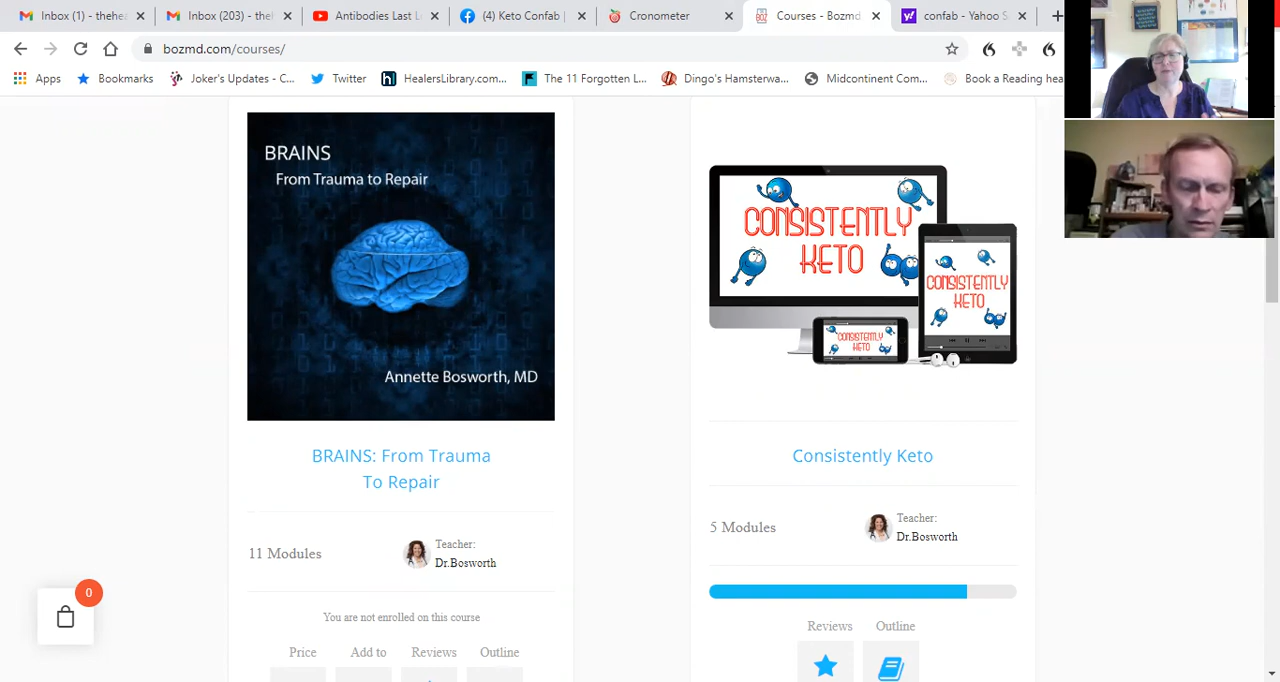 Inbox (1) - thehea
Inbox (203) - the
Antibodies Last L
(4) Keto Confab |
Cronometer
Courses - Bozmd
confab - Yahoo S
bozmd.com/courses/
Apps
Bookmarks
Joker's Updates - C...
Twitter
HealersLibrary.com...
The 11 Forgotten L...
Dingo's Hamsterwa...
Midcontinent Com...
Book a Reading hea
BRAINS
From Trauma to Repair
Annette Bosworth, MD
BRAINS: From Trauma
To Repair
11 Modules
Teacher:
Dr.Bosworth
You are not enrolled on this course
Price
Add to
Reviews
Outline
CONSISTENTLY
KETO
CONSISTENTLY
KETO
CONSISTENTLY
KETO
Consistently Keto
5 Modules
Teacher:
Dr.Bosworth
Reviews
Outline
0